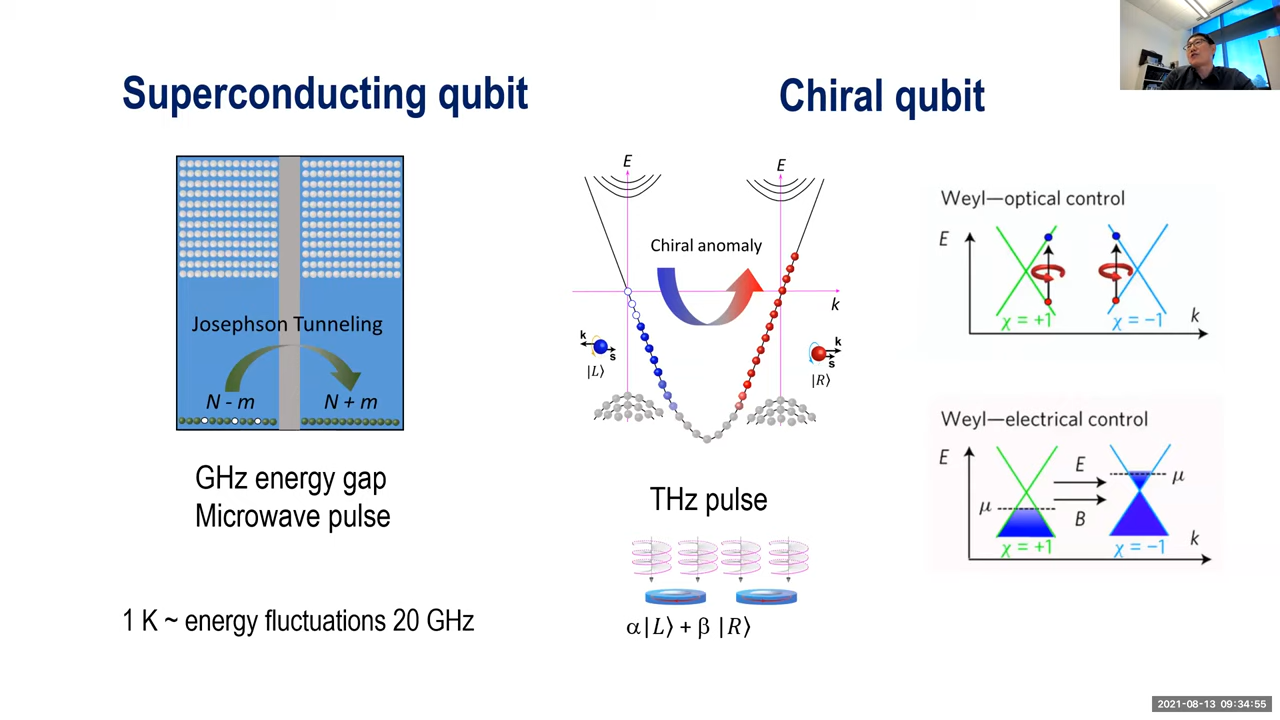 Superconducting qubit
Chiral qubit
Josephson Tunneling
N - m
N + m
GHz energy gap
Microwave pulse
1 K ~ energy fluctuations 20 GHz
E
E
Chiral anomaly
k
k
s
|L⟩
k
s
|R⟩
THz pulse
α|L⟩ + β |R⟩
Weyl—optical control
E
χ = +1
χ = −1
k
Weyl—electrical control
E
μ
E
B
μ
χ = +1
χ = −1
k
2021-08-13 09:34:55